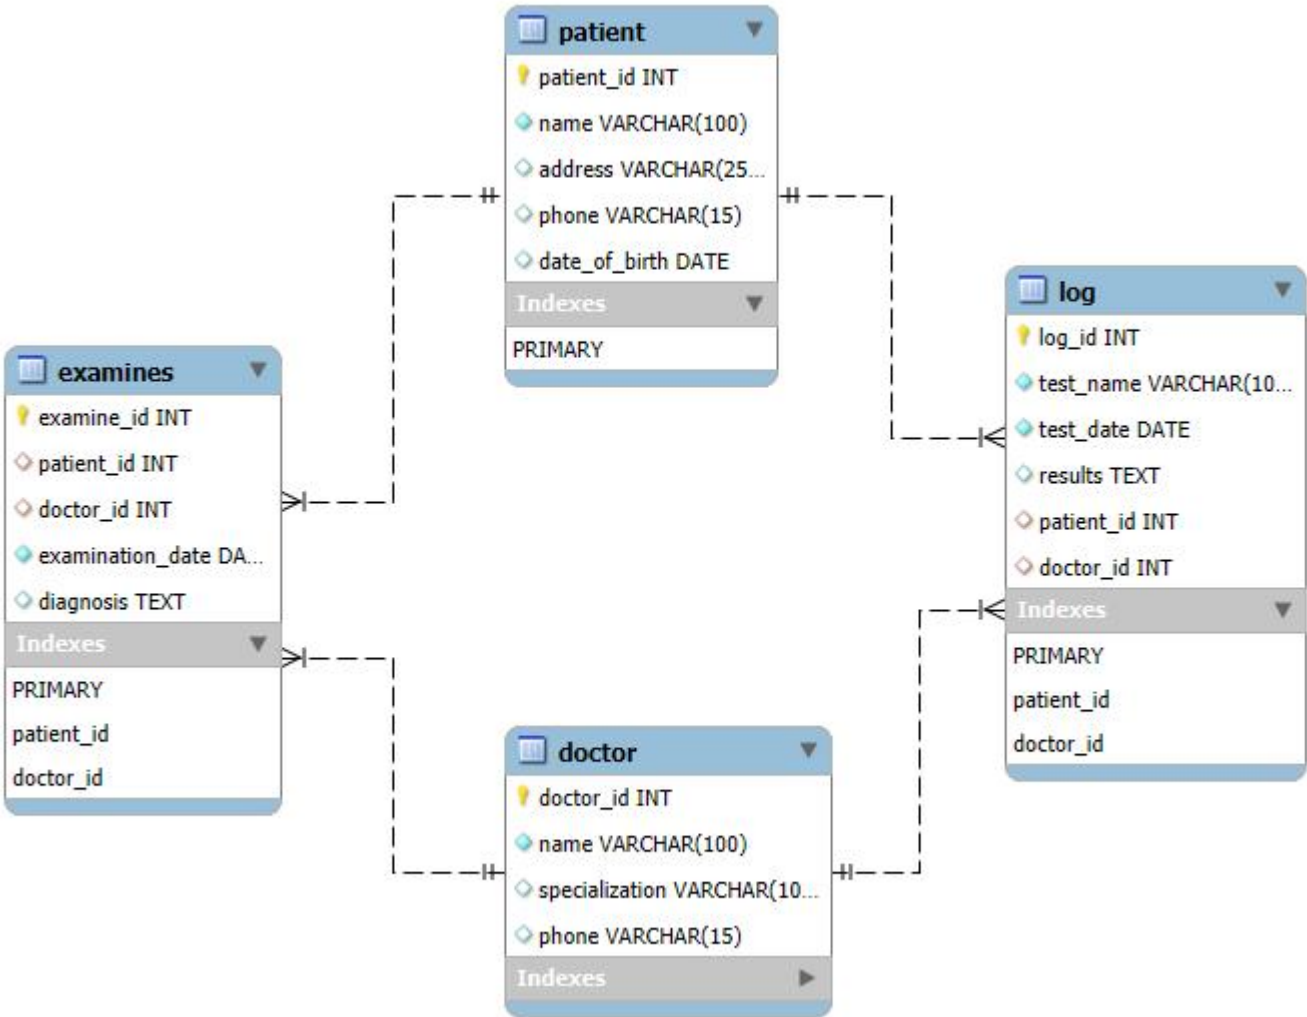 patient
patient_id INT
name VARCHAR(100)
address VARCHAR(25...
phone VARCHAR(15)
date_of_birth DATE
Indexes
PRIMARY
log
log_id INT
test_name VARCHAR(10...
test_date DATE
results TEXT
patient_id INT
doctor_id INT
Indexes
PRIMARY
patient_id
doctor_id
examines
examine_id INT
patient_id INT
doctor_id INT
examination_date DA...
diagnosis TEXT
Indexes
PRIMARY
patient_id
doctor_id
doctor
doctor_id INT
name VARCHAR(100)
specialization VARCHAR(10...
phone VARCHAR(15)
Indexes